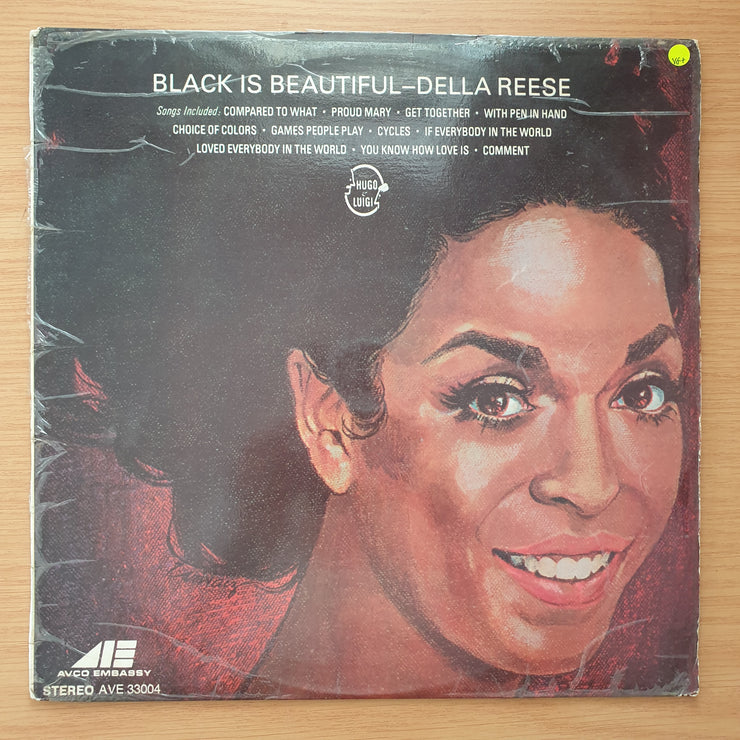 BLACK IS BEAUTIFUL–DELLA REESE
VG+
Songs Included: COMPARED TO WHAT • PROUD MARY • GET TOGETHER • WITH PEN IN HAND
CHOICE OF COLORS • GAMES PEOPLE PLAY • CYCLES • IF EVERYBODY IN THE WORLD
LOVED EVERYBODY IN THE WORLD • YOU KNOW HOW LOVE IS • COMMENT
HUGO
LUIGI
AVCO EMBASSY
STEREO AVE 33004